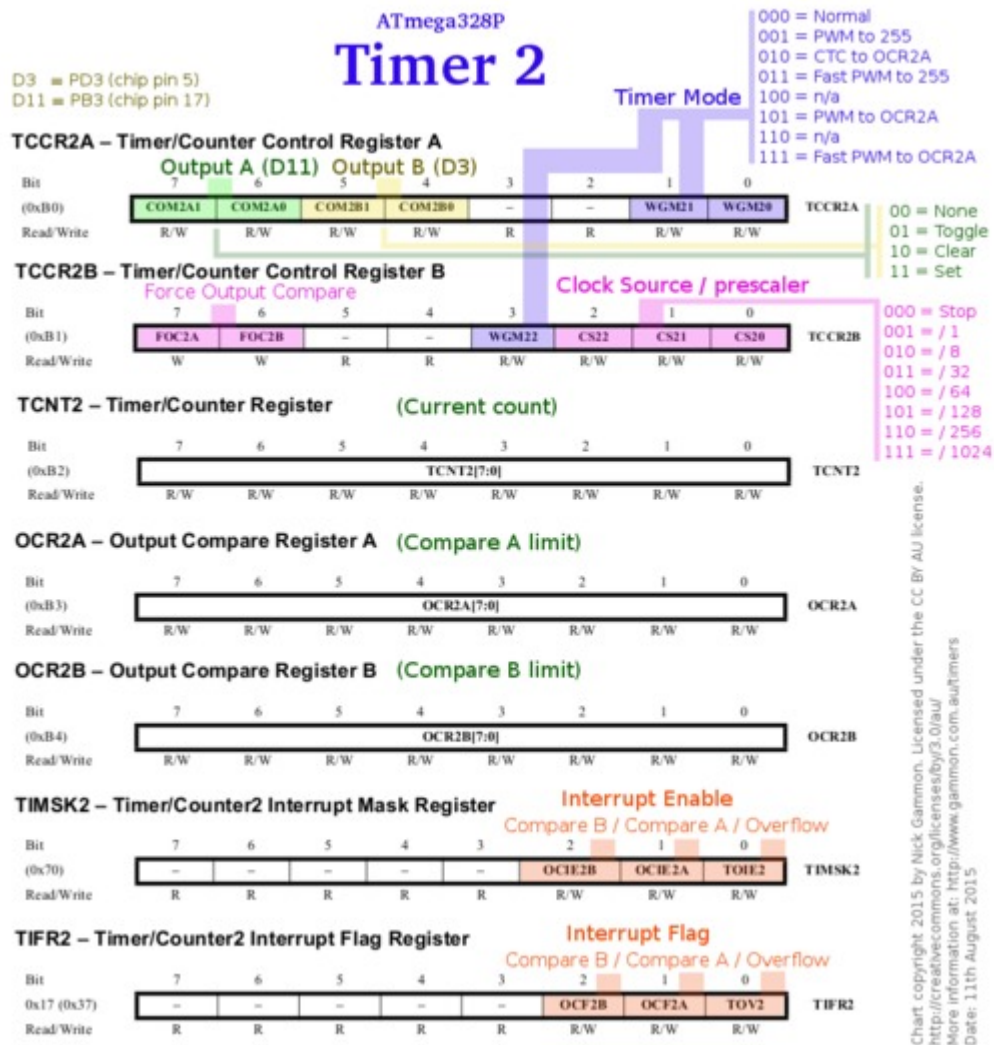 ATmega328P
Timer 2
D3 = PD3 (chip pin 5)
D11 = PB3 (chip pin 17)
Timer Mode
000 = Normal
001 = PWM to 255
010 = CTC to OCR2A
011 = Fast PWM to 255
100 = n/a
101 = PWM to OCR2A
110 = n/a
111 = Fast PWM to OCR2A
TCCR2A – Timer/Counter Control Register A
Output A (D11) Output B (D3)
Bit 7 6 5 4 3 2 1 0
(0xB0) COM2A1 COM2A0 COM2B1 COM2B0 – – WGM21 WGM20 TCCR2A
Read/Write R/W R/W R/W R/W R R R/W R/W
00 = None
01 = Toggle
10 = Clear
11 = Set
TCCR2B – Timer/Counter Control Register B
Force Output Compare
Clock Source / prescaler
Bit 7 6 5 4 3 2 1 0
(0xB1) FOC2A FOC2B – – WGM22 CS22 CS21 CS20 TCCR2B
Read/Write W W R R R/W R/W R/W R/W
000 = Stop
001 = / 1
010 = / 8
011 = / 32
100 = / 64
101 = / 128
110 = / 256
111 = / 1024
TCNT2 – Timer/Counter Register (Current count)
Bit 7 6 5 4 3 2 1 0
(0xB2) TCNT2[7:0] TCNT2
Read/Write R/W R/W R/W R/W R/W R/W R/W R/W
OCR2A – Output Compare Register A (Compare A limit)
Bit 7 6 5 4 3 2 1 0
(0xB3) OCR2A[7:0] OCR2A
Read/Write R/W R/W R/W R/W R/W R/W R/W R/W
OCR2B – Output Compare Register B (Compare B limit)
Bit 7 6 5 4 3 2 1 0
(0xB4) OCR2B[7:0] OCR2B
Read/Write R/W R/W R/W R/W R/W R/W R/W R/W
TIMSK2 – Timer/Counter2 Interrupt Mask Register
Interrupt Enable
Compare B / Compare A / Overflow
Bit 7 6 5 4 3 2 1 0
(0x70) – – – – – OCIE2B OCIE2A TOIE2 TIMSK2
Read/Write R R R R R R/W R/W R/W
TIFR2 – Timer/Counter2 Interrupt Flag Register
Interrupt Flag
Compare B / Compare A / Overflow
Bit 7 6 5 4 3 2 1 0
0x17 (0x37) – – – – – OCF2B OCF2A TOV2 TIFR2
Read/Write R R R R R R/W R/W R/W
Chart copyright 2015 by Nick Gammon. Licensed under the CC BY AU license.
http://creativecommons.org/licenses/by/3.0/au/
More information at: http://www.gammon.com.au/timers
Date: 11th August 2015